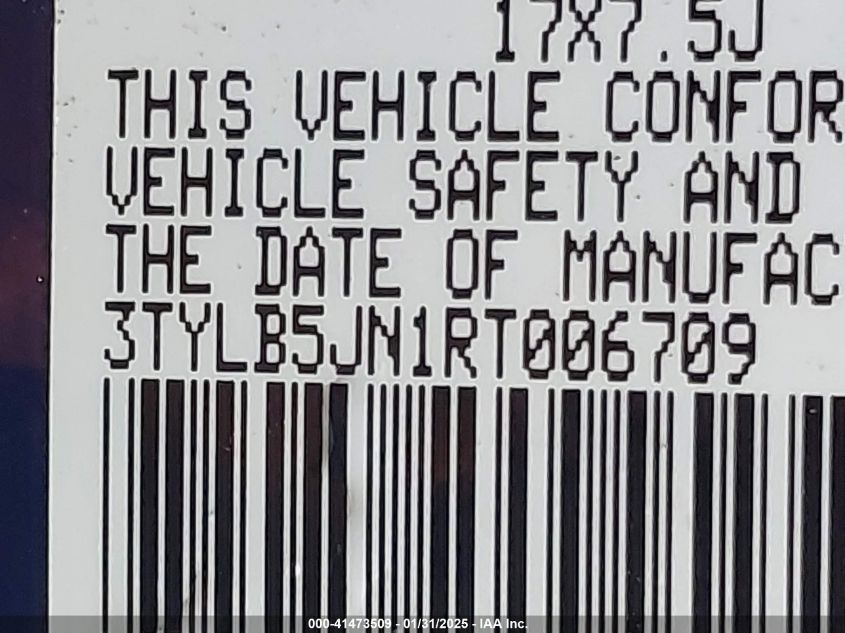 17X7.5J
THIS VEHICLE CONFOR
VEHICLE SAFETY AND
THE DATE OF MANUFAC
3TYLB5JN1RT006709
000-41473509 - 01/31/2025 - IAA Inc.